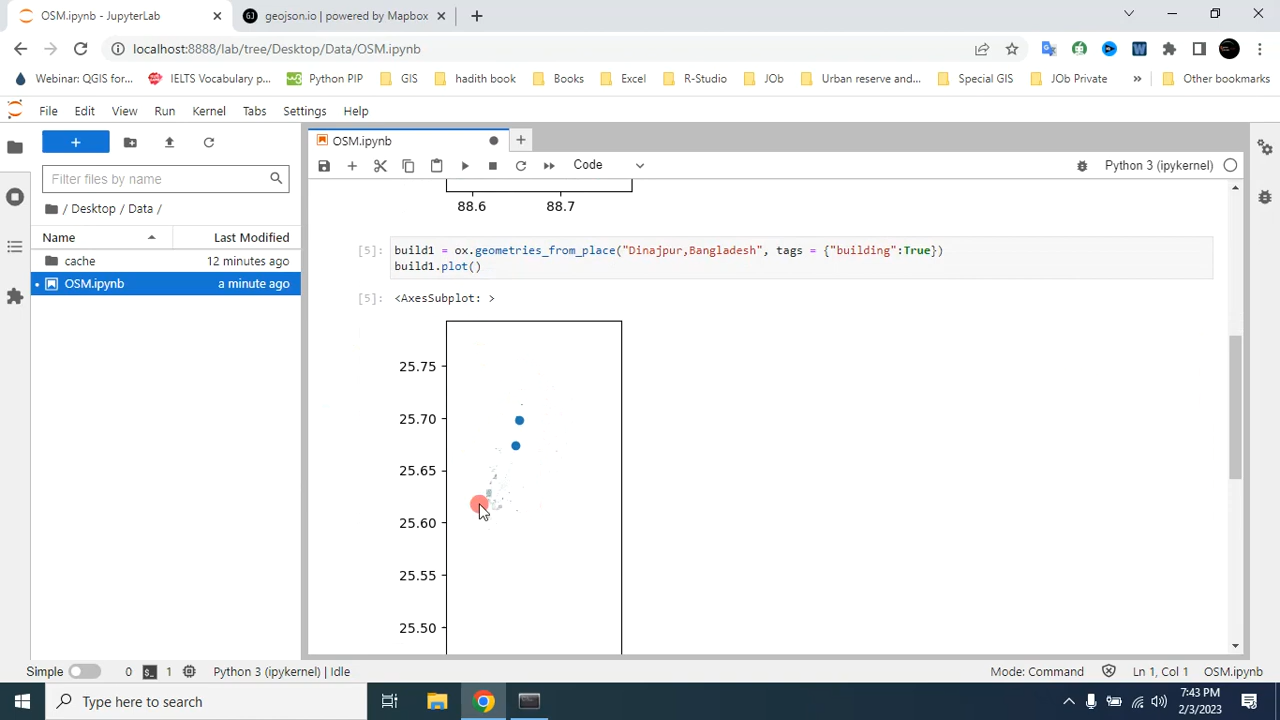 OSM.ipynb - JupyterLab
geojson.io | powered by Mapbox
localhost:8888/lab/tree/Desktop/Data/OSM.ipynb
Webinar: QGIS for...
IELTS Vocabulary p...
Python PIP
GIS
hadith book
Books
Excel
R-Studio
JOb
Urban reserve and...
Special GIS
JOb Private
»
Other bookmarks
File Edit View Run Kernel Tabs Settings Help
OSM.ipynb
Code
Python 3 (ipykernel)
Filter files by name
/ Desktop / Data /
Name Last Modified
cache 12 minutes ago
OSM.ipynb a minute ago
88.6 88.7
[5]: build1 = ox.geometries_from_place("Dinajpur,Bangladesh", tags = {"building":True})
build1.plot()
[5]: <AxesSubplot: >
25.75
25.70
25.65
25.60
25.55
25.50
Simple 0 1 Python 3 (ipykernel) | Idle Mode: Command Ln 1, Col 1 OSM.ipynb
Type here to search
7:43 PM
2/3/2023